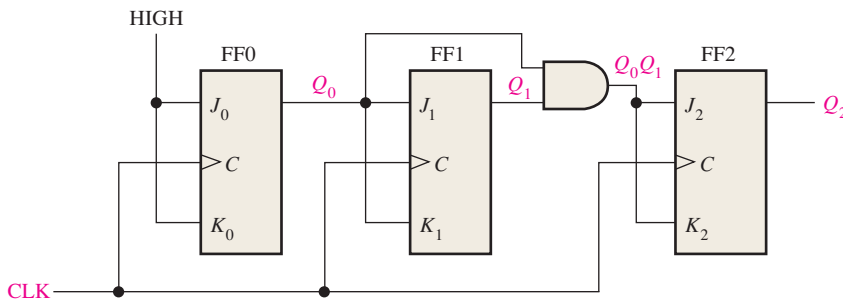 HIGH
FF0
FF1
FF2
Q₀
Q₁
Q₀Q₁
J₀
J₁
J₂
Q₂
C
C
C
K₀
K₁
K₂
CLK